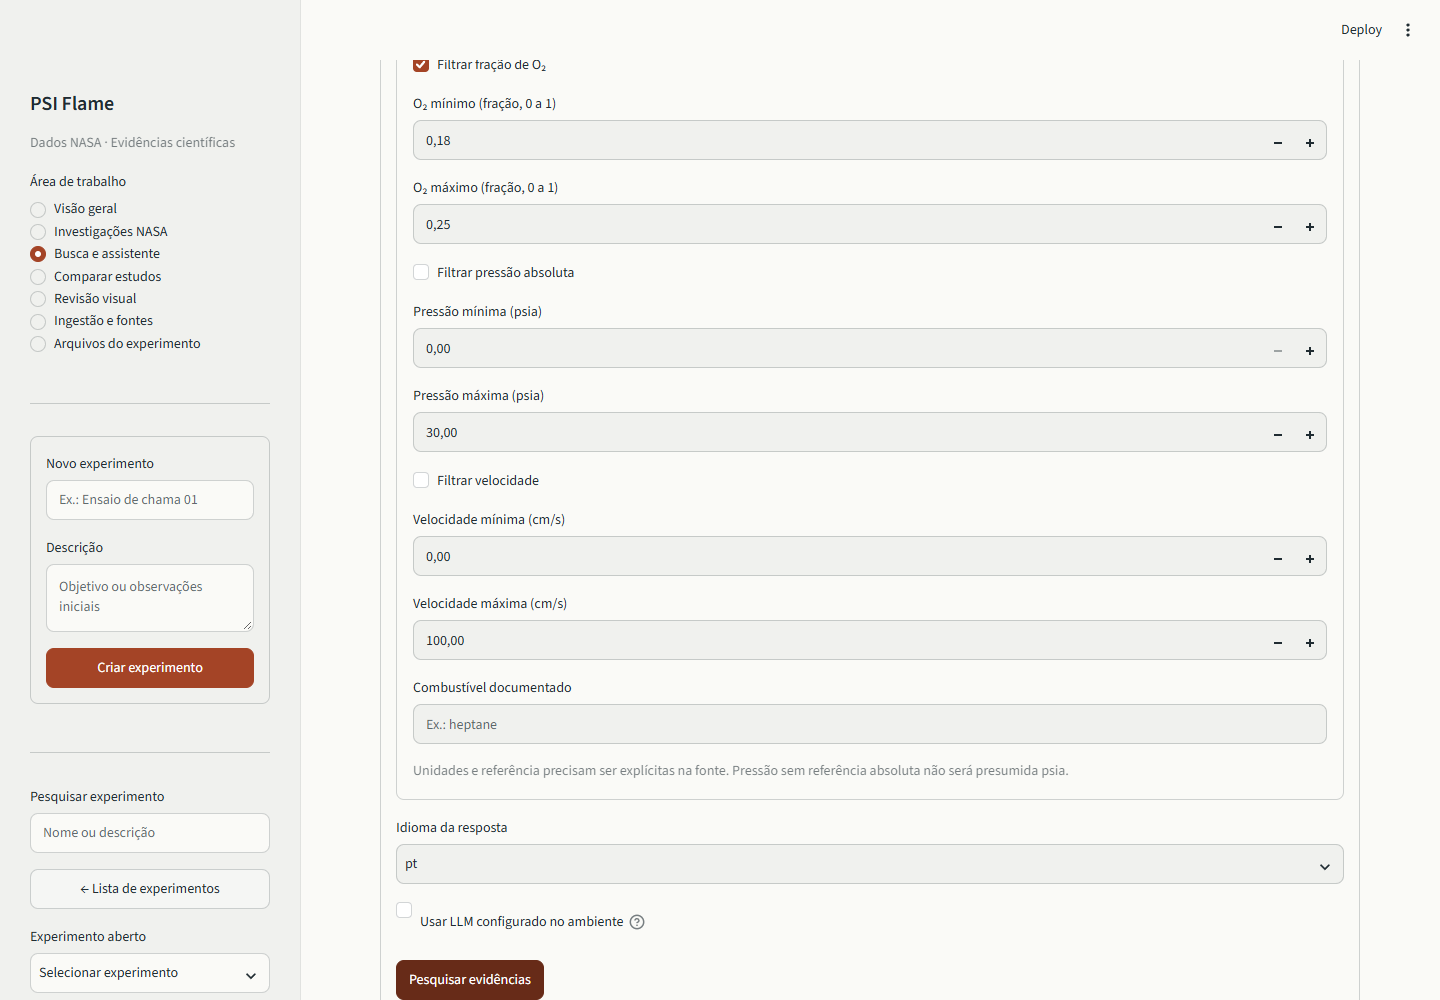 Deploy
PSI Flame
Dados NASA · Evidências científicas
Área de trabalho
Visão geral
Investigações NASA
Busca e assistente
Comparar estudos
Revisão visual
Ingestão e fontes
Arquivos do experimento
Novo experimento
Ex.: Ensaio de chama 01
Descrição
Objetivo ou observações
iniciais
Criar experimento
Pesquisar experimento
Nome ou descrição
← Lista de experimentos
Experimento aberto
Selecionar experimento
Filtrar fração de O₂
O₂ mínimo (fração, 0 a 1)
0,18
O₂ máximo (fração, 0 a 1)
0,25
Filtrar pressão absoluta
Pressão mínima (psia)
0,00
Pressão máxima (psia)
30,00
Filtrar velocidade
Velocidade mínima (cm/s)
0,00
Velocidade máxima (cm/s)
100,00
Combustível documentado
Ex.: heptane
Unidades e referência precisam ser explícitas na fonte. Pressão sem referência absoluta não será presumida psia.
Idioma da resposta
pt
Usar LLM configurado no ambiente
Pesquisar evidências